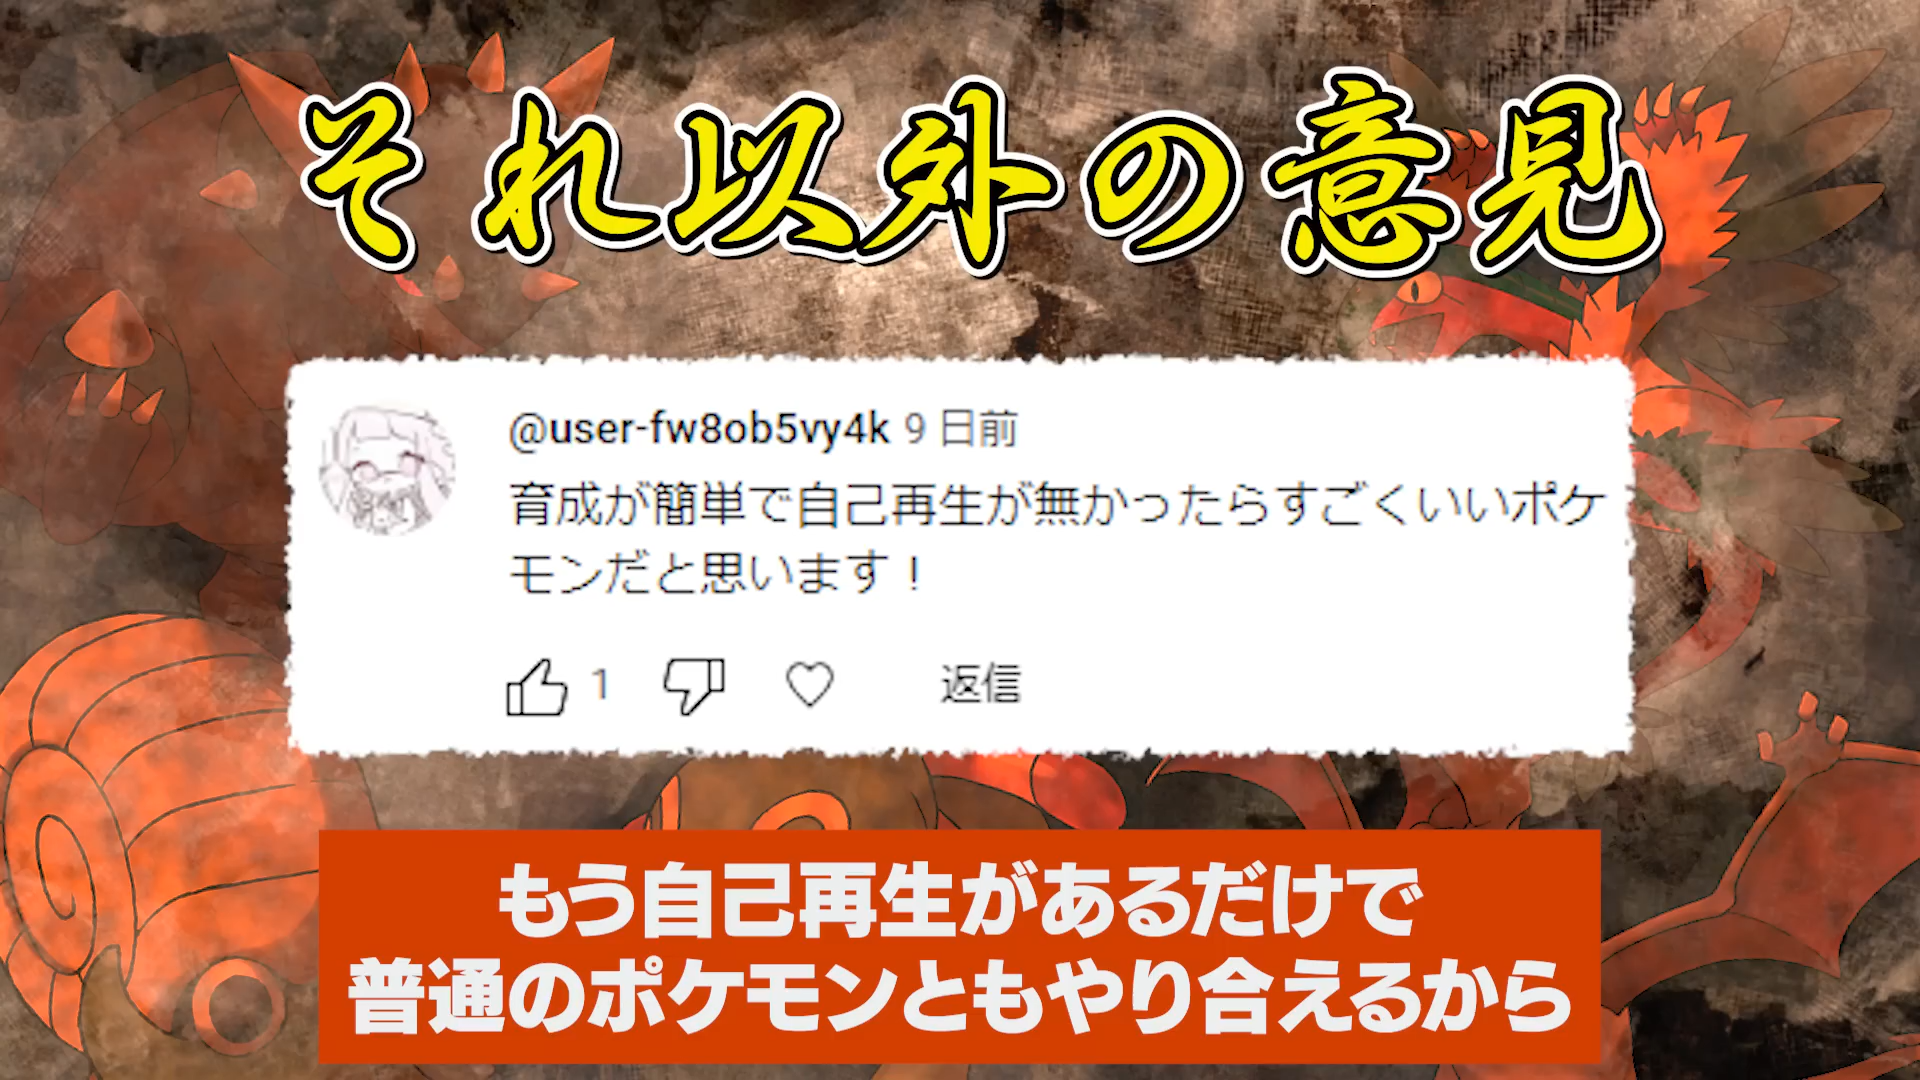 それ以外の意見
@user-fw8ob5vy4k 9 日前
育成が簡単で自己再生が無かったらすごくいいポケ
モンだと思います！
1
返信
もう自己再生があるだけで
普通のポケモンともやり合えるから